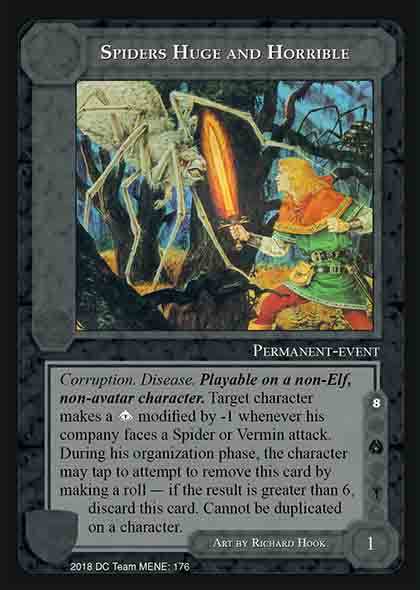 Spiders Huge and Horrible
Permanent-event
Corruption. Disease. Playable on a non-Elf,
non-avatar character. Target character
makes a modified by -1 whenever his
company faces a Spider or Vermin attack.
During his organization phase, the character
may tap to attempt to remove this card by
making a roll — if the result is greater than 6,
discard this card. Cannot be duplicated
on a character.
8
Art by Richard Hook
1
2018 DC Team MENE: 176